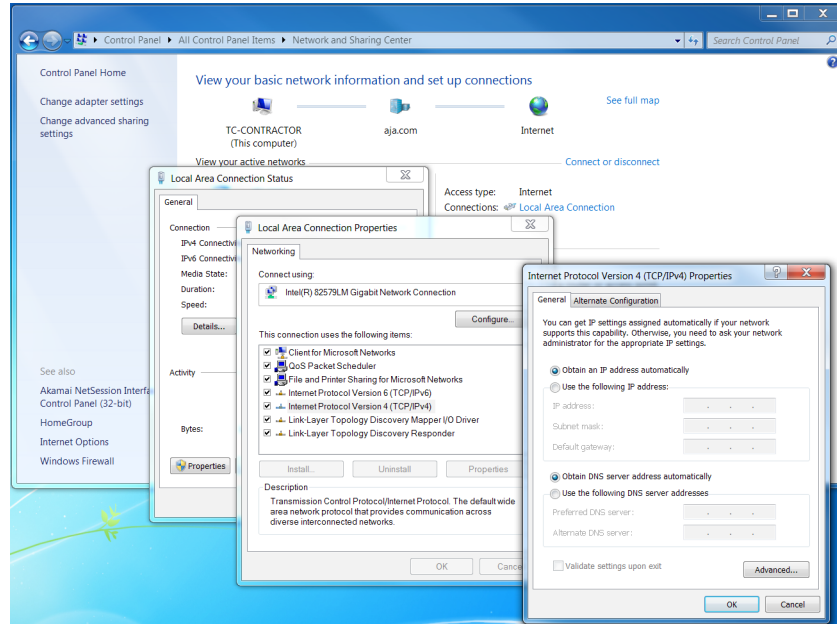 Control Panel
All Control Panel Items
Network and Sharing Center
Search Control Panel
Control Panel Home
Change adapter settings
Change advanced sharing
settings
See also
Akamai NetSession Interfa
Control Panel (32-bit)
HomeGroup
Internet Options
Windows Firewall
View your basic network information and set up connections
See full map
TC-CONTRACTOR
(This computer)
aja.com
Internet
View your active networks
Connect or disconnect
Access type: Internet
Connections: Local Area Connection
Local Area Connection Status
General
Connection
IPv4 Connectivi
IPv6 Connectivi
Media State:
Duration:
Speed:
Details...
Activity
Bytes:
Properties
Local Area Connection Properties
Networking
Connect using:
Intel(R) 82579LM Gigabit Network Connection
Configure...
This connection uses the following items:
Client for Microsoft Networks
QoS Packet Scheduler
File and Printer Sharing for Microsoft Networks
Internet Protocol Version 6 (TCP/IPv6)
Internet Protocol Version 4 (TCP/IPv4)
Link-Layer Topology Discovery Mapper I/O Driver
Link-Layer Topology Discovery Responder
Install...
Uninstall
Properties
Description
Transmission Control Protocol/Internet Protocol. The default wide
area network protocol that provides communication across
diverse interconnected networks.
OK
Cance
Internet Protocol Version 4 (TCP/IPv4) Properties
General
Alternate Configuration
You can get IP settings assigned automatically if your network
supports this capability. Otherwise, you need to ask your network
administrator for the appropriate IP settings.
Obtain an IP address automatically
Use the following IP address:
IP address:
Subnet mask:
Default gateway:
Obtain DNS server address automatically
Use the following DNS server addresses
Preferred DNS server:
Alternate DNS server:
Validate settings upon exit
Advanced...
OK
Cancel